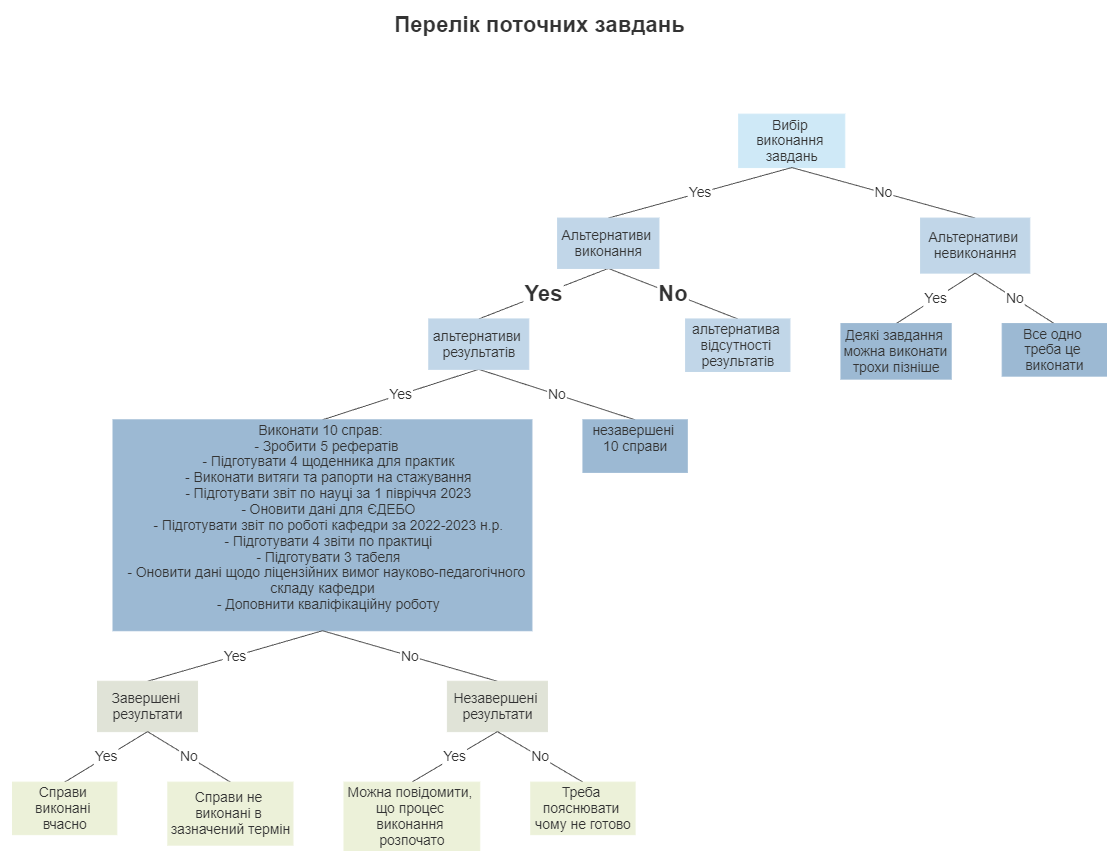 Перелік поточних завдань
Вибір
виконання
завдань
Yes
No
Альтернативи
виконання
Альтернативи
невиконання
Yes
No
Yes
No
альтернативи
результатів
альтернатива
відсутності
результатів
Деякі завдання
можна виконати
трохи пізніше
Все одно
треба це
виконати
Yes
No
Виконати 10 справ:
- Зробити 5 рефератів
- Підготувати 4 щоденника для практик
- Виконати витяги та рапорти на стажування
- Підготувати звіт по науці за 1 півріччя 2023
- Оновити дані для ЄДЕБО
- Підготувати звіт по роботі кафедри за 2022-2023 н.р.
- Підготувати 4 звіти по практиці
- Підготувати 3 табеля
- Оновити дані щодо ліцензійних вимог науково-педагогічного
складу кафедри
- Доповнити кваліфікаційну роботу
незавершені
10 справи
Yes
No
Завершені
результати
Незавершені
результати
Yes
No
Yes
No
Справи
виконані
вчасно
Справи не
виконані в
зазначений термін
Можна повідомити,
що процес
виконання
розпочато
Треба
пояснювати
чому не готово